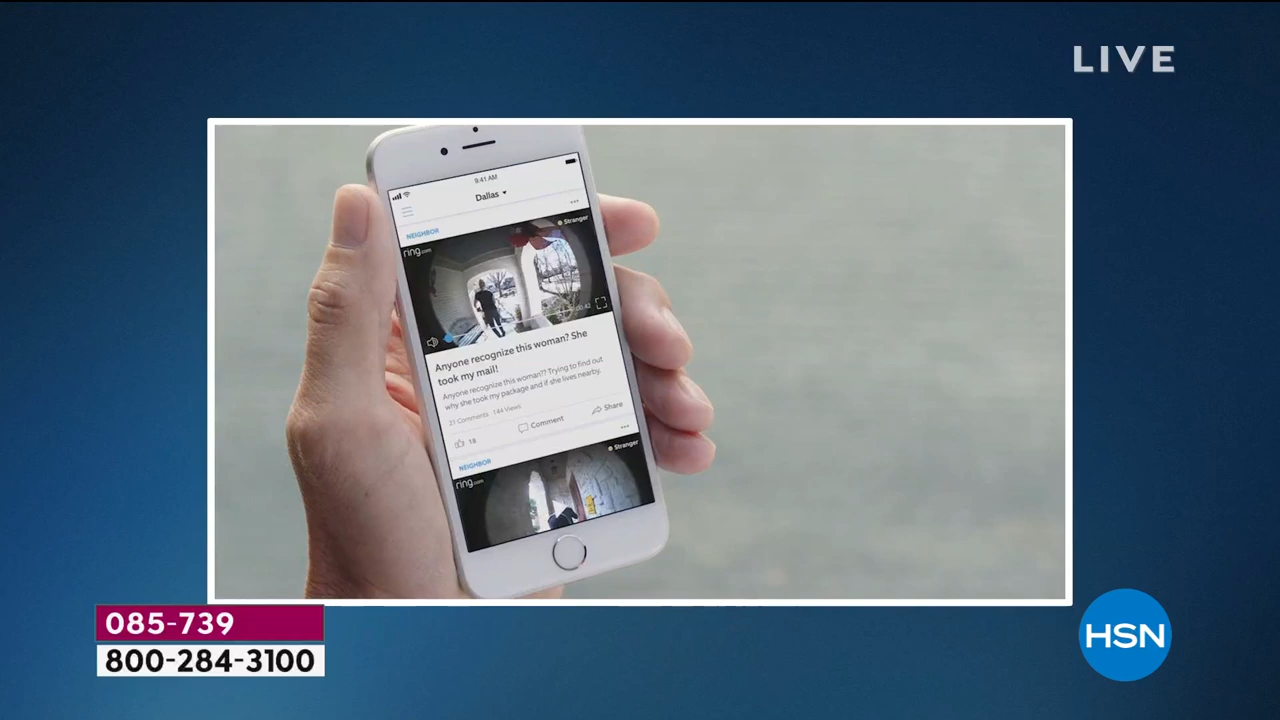 LIVE
9:41 AM
Dallas
NEIGHBOR
Stranger
ring.com
00:42
Anyone recognize this woman? She
took my mail!
Anyone recognize this woman?? Trying to find out
why she took my package and if she lives nearby.
21 Comments 144 Views
18
Comment
Share
NEIGHBOR
Stranger
ring.com
085-739
800-284-3100
HSN